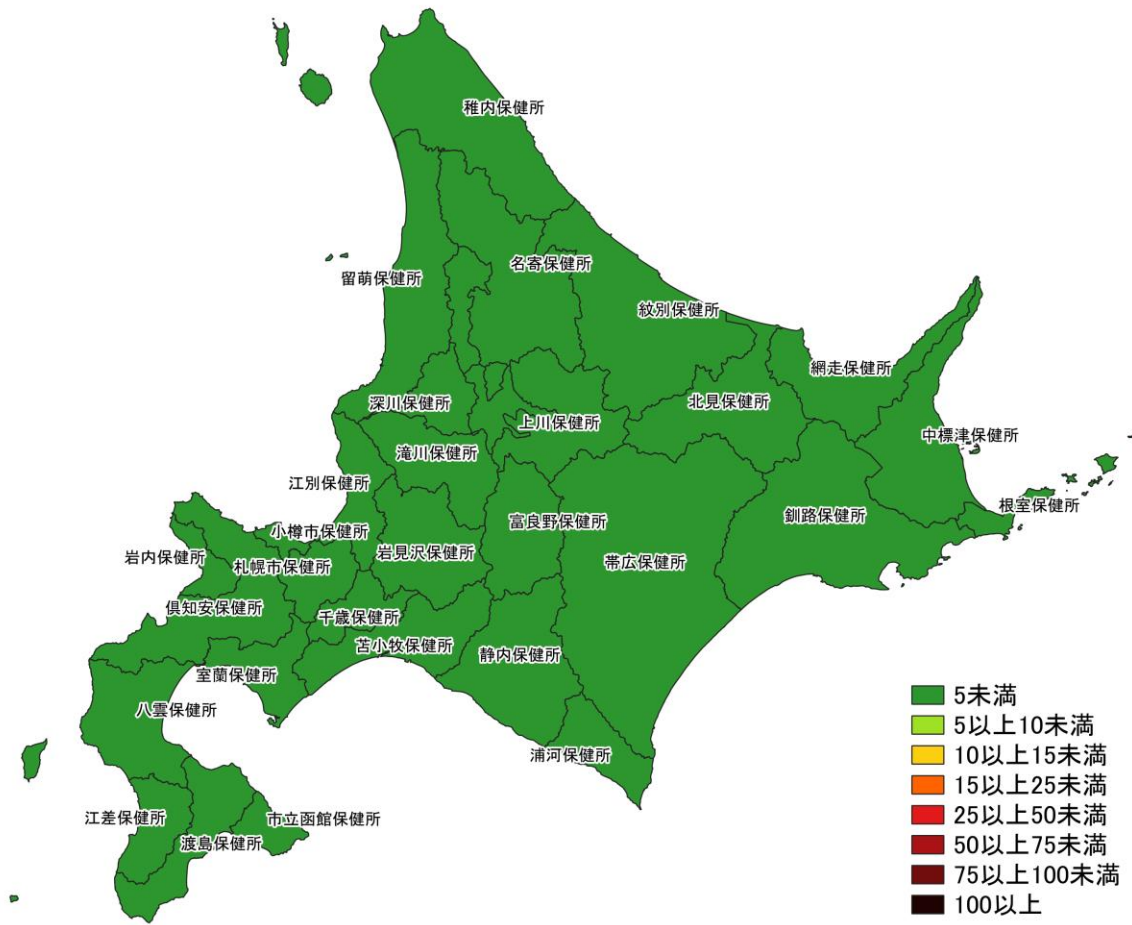 稚内保健所
名寄保健所
留萌保健所
紋別保健所
網走保健所
深川保健所
北見保健所
上川保健所
中標津保健所
滝川保健所
江別保健所
根室保健所
釧路保健所
富良野保健所
小樽市保健所
岩見沢保健所
岩内保健所
札幌市保健所
帯広保健所
倶知安保健所
千歳保健所
苫小牧保健所
静内保健所
室蘭保健所
八雲保健所
浦河保健所
江差保健所
市立函館保健所
渡島保健所
5未満
5以上10未満
10以上15未満
15以上25未満
25以上50未満
50以上75未満
75以上100未満
100以上